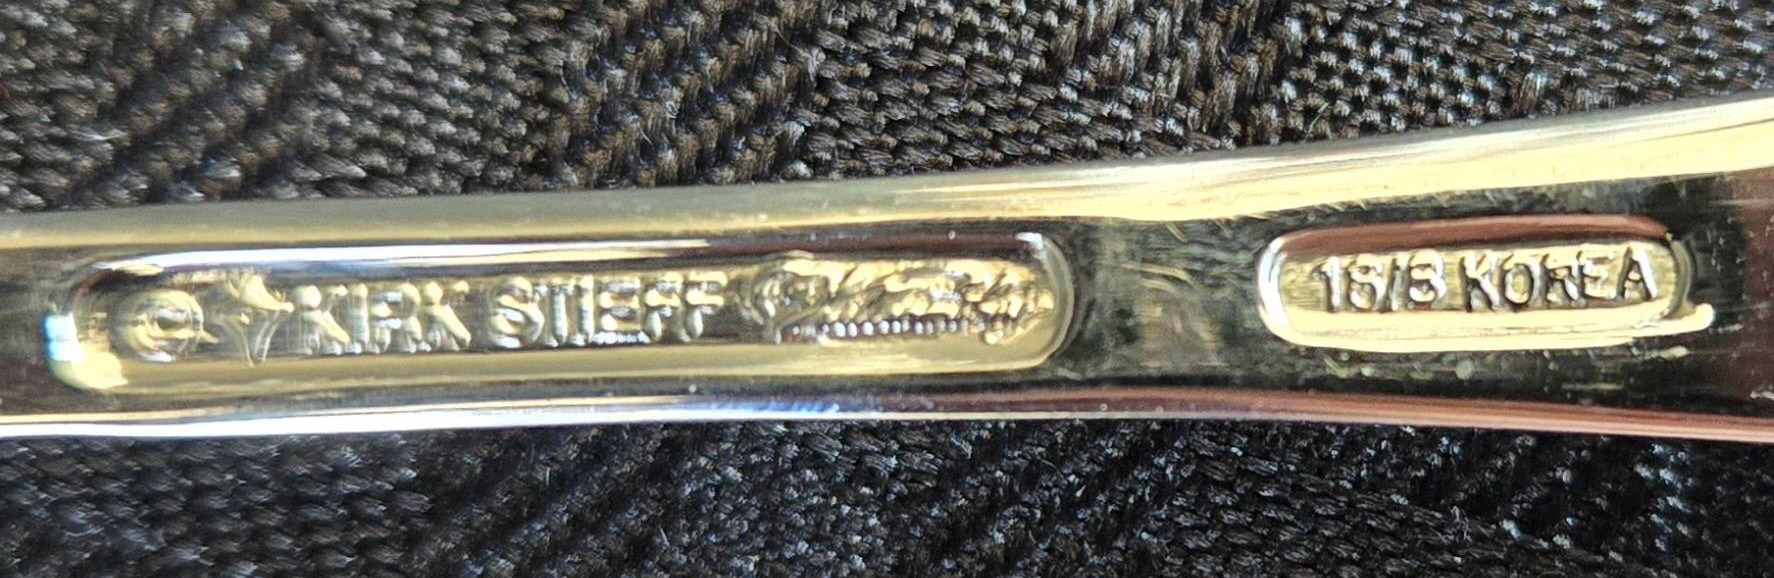 © KIRK STIEFF
18/8 KOREA